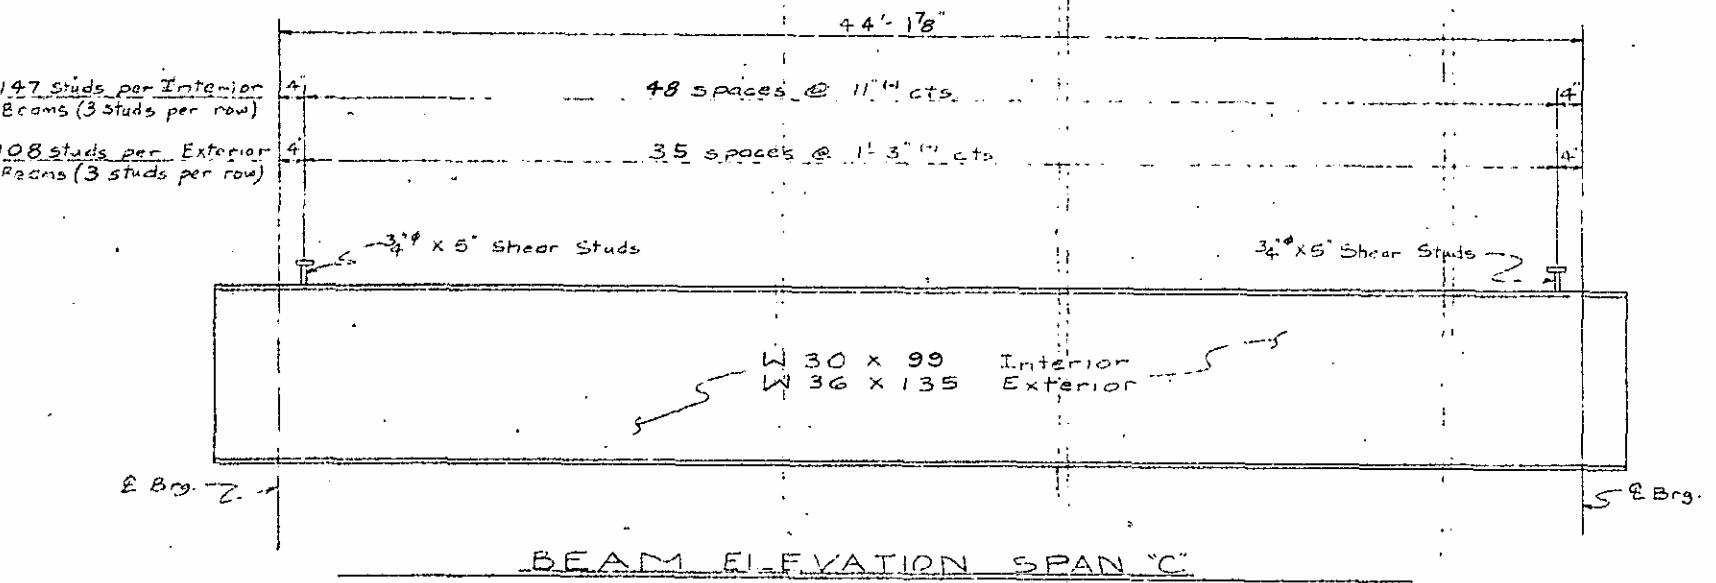 44'-1⅞"
147 studs per Interior
Beams (3 studs per row)
4"
48 spaces @ 11"(-) cts.
4"
108 studs per Exterior
Beams (3 studs per row)
4"
35 spaces @ 1'-3"(-) cts.
4"
¾"ø x 5" Shear Studs
¾"ø x 5" Shear Studs
W 30 x 99 Interior
W 36 x 135 Exterior
℄ Brg.
℄ Brg.
BEAM ELEVATION SPAN "C"